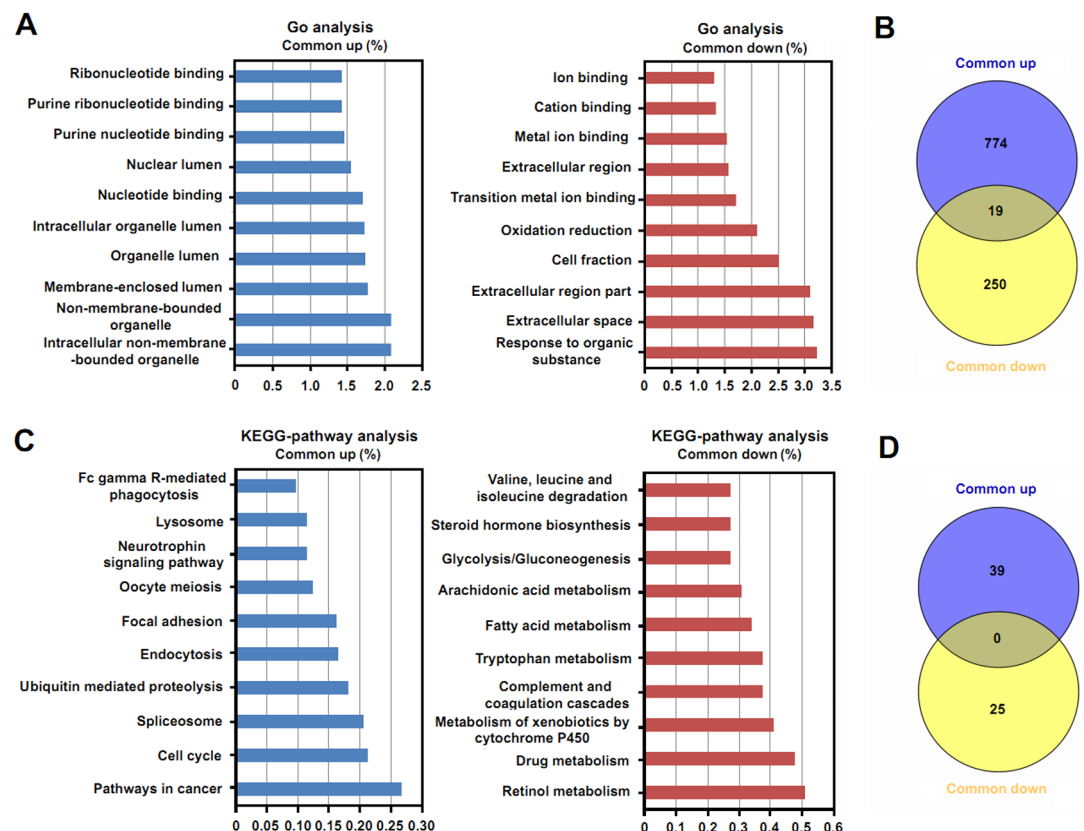 A
Go analysis
Common up (%)
Ribonucleotide binding
Purine ribonucleotide binding
Purine nucleotide binding
Nuclear lumen
Nucleotide binding
Intracellular organelle lumen
Organelle lumen
Membrane-enclosed lumen
Non-membrane-bounded
organelle
Intracellular non-membrane
-bounded organelle
0 0.5 1.0 1.5 2.0 2.5
Go analysis
Common down (%)
Ion binding
Cation binding
Metal ion binding
Extracellular region
Transition metal ion binding
Oxidation reduction
Cell fraction
Extracellular region part
Extracellular space
Response to organic
substance
0 0.5 1.0 1.5 2.0 2.5 3.0 3.5
B
Common up
774
19
250
Common down
C
KEGG-pathway analysis
Common up (%)
Fc gamma R-mediated
phagocytosis
Lysosome
Neurotrophin
signaling pathway
Oocyte meiosis
Focal adhesion
Endocytosis
Ubiquitin mediated proteolysis
Spliceosome
Cell cycle
Pathways in cancer
0 0.05 0.10 0.15 0.20 0.25 0.30
KEGG-pathway analysis
Common down (%)
Valine, leucine and
isoleucine degradation
Steroid hormone biosynthesis
Glycolysis/Gluconeogenesis
Arachidonic acid metabolism
Fatty acid metabolism
Tryptophan metabolism
Complement and
coagulation cascades
Metabolism of xenobiotics by
cytochrome P450
Drug metabolism
Retinol metabolism
0 0.1 0.2 0.3 0.4 0.5 0.6
D
Common up
39
0
25
Common down